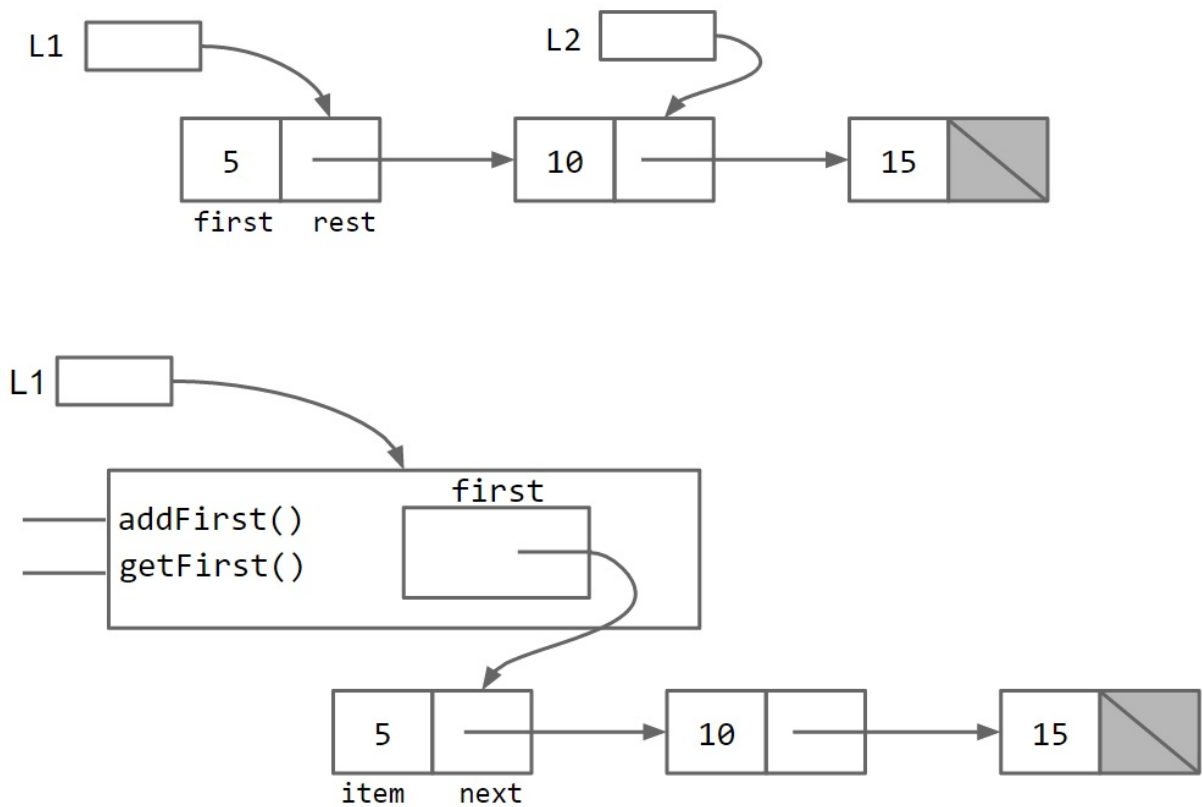 L1
L2
5
10
15
first rest
L1
first
addFirst()
getFirst()
5
10
15
item next